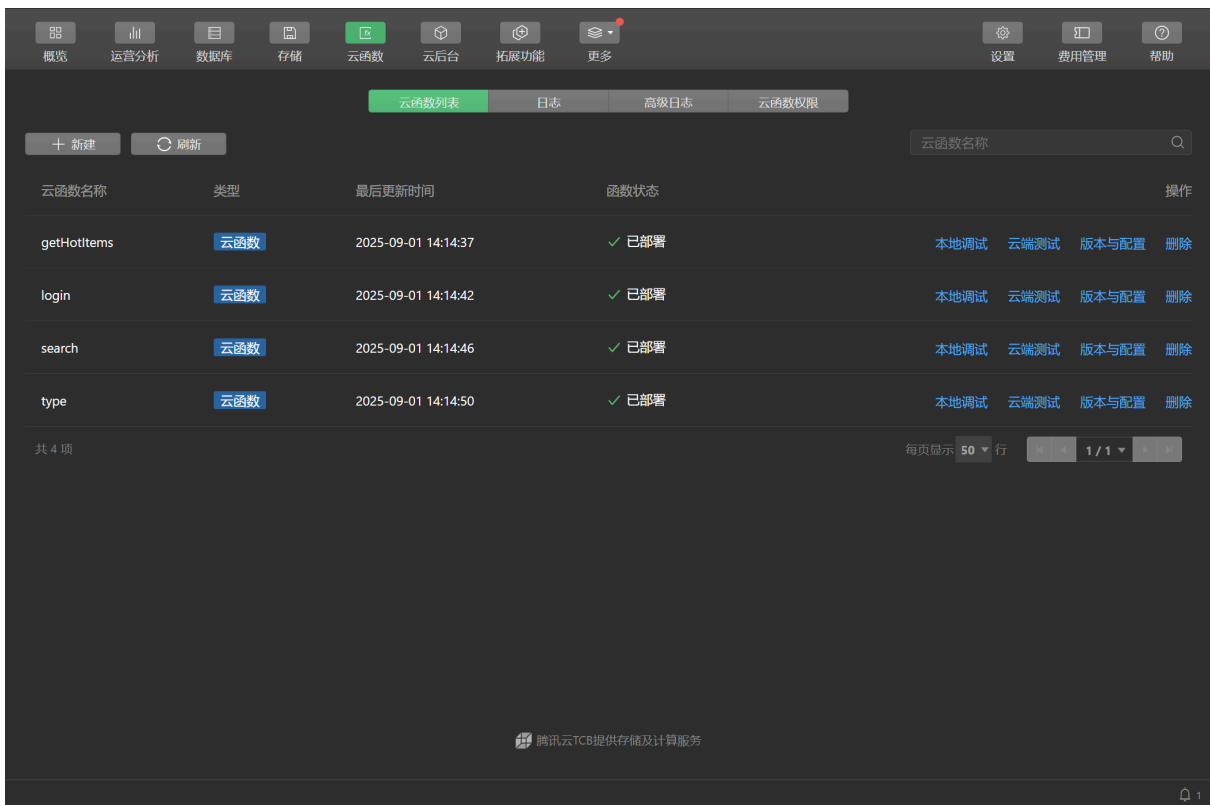 概览 运营分析 数据库 存储 云函数 云后台 拓展功能 更多 设置 费用管理 帮助
云函数列表 日志 高级日志 云函数权限
新建 刷新 云函数名称
云函数名称 类型 最后更新时间 函数状态 操作
getHotItems 云函数 2025-09-01 14:14:37 已部署 本地调试 云端测试 版本与配置 删除
login 云函数 2025-09-01 14:14:42 已部署 本地调试 云端测试 版本与配置 删除
search 云函数 2025-09-01 14:14:46 已部署 本地调试 云端测试 版本与配置 删除
type 云函数 2025-09-01 14:14:50 已部署 本地调试 云端测试 版本与配置 删除
共 4 项 每页显示 50 行 1 / 1
腾讯云TCB提供存储及计算服务
1